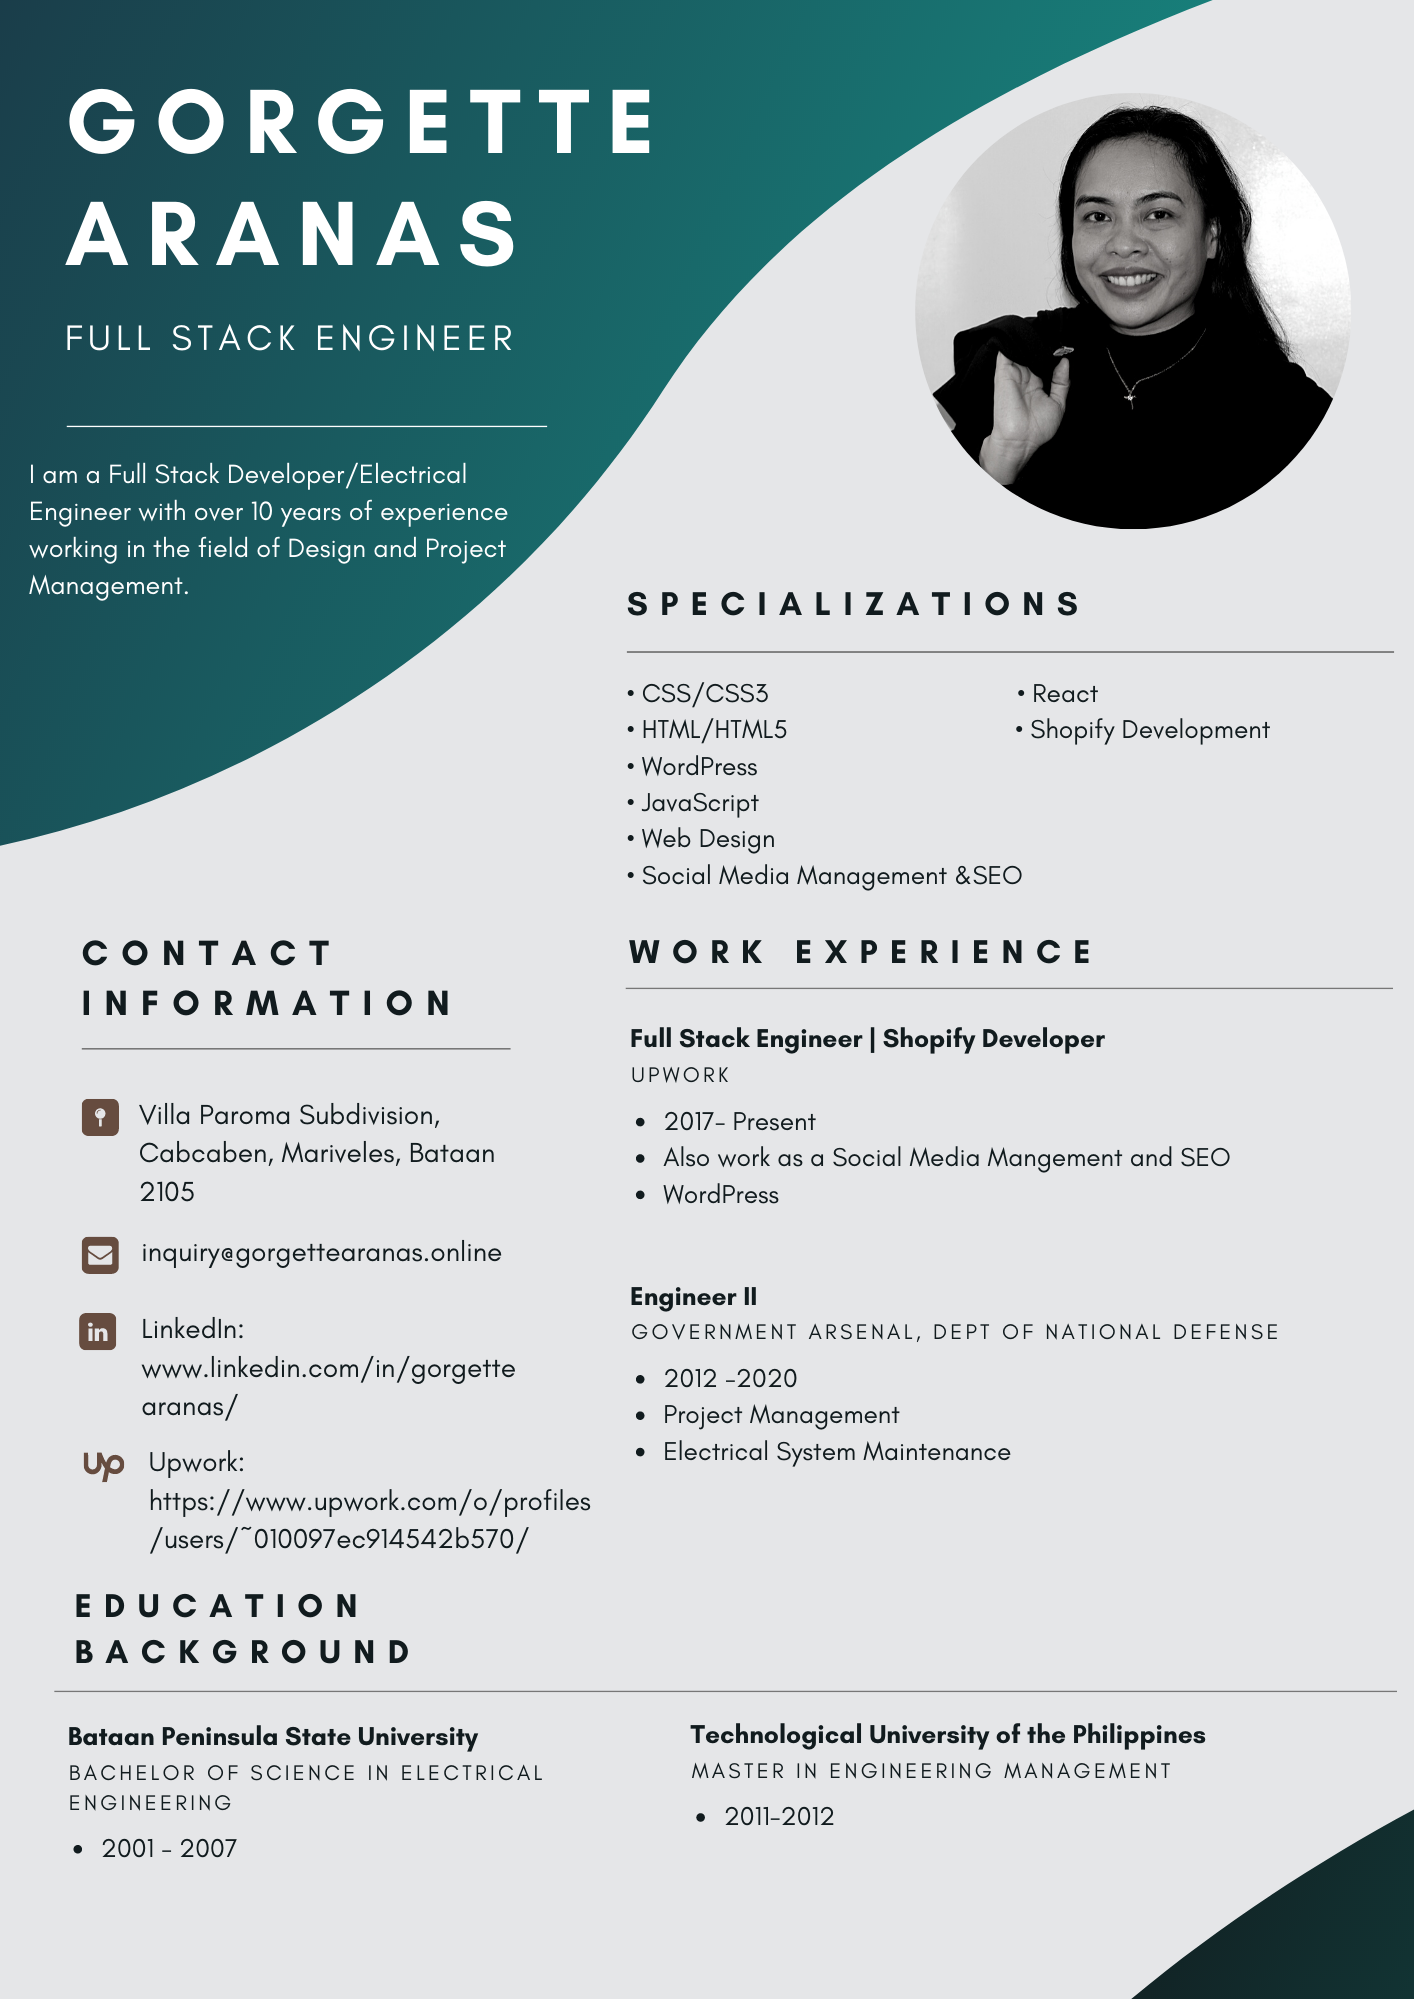 GORGETTE
ARANAS
FULL STACK ENGINEER
I am a Full Stack Developer/Electrical
Engineer with over 10 years of experience
working in the field of Design and Project
Management.
SPECIALIZATIONS
• CSS/CSS3
• HTML/HTML5
• WordPress
• JavaScript
• Web Design
• Social Media Management &SEO
• React
• Shopify Development
CONTACT
INFORMATION
Villa Paroma Subdivision,
Cabcaben, Mariveles, Bataan
2105
inquiry@gorgettearanas.online
in
LinkedIn:
www.linkedin.com/in/gorgette
aranas/
up
Upwork:
https://www.upwork.com/o/profiles
/users/~010097ec914542b570/
WORK EXPERIENCE
Full Stack Engineer | Shopify Developer
UPWORK
• 2017- Present
• Also work as a Social Media Mangement and SEO
• WordPress
Engineer II
GOVERNMENT ARSENAL, DEPT OF NATIONAL DEFENSE
• 2012 -2020
• Project Management
• Electrical System Maintenance
EDUCATION
BACKGROUND
Bataan Peninsula State University
BACHELOR OF SCIENCE IN ELECTRICAL
ENGINEERING
• 2001 - 2007
Technological University of the Philippines
MASTER IN ENGINEERING MANAGEMENT
• 2011-2012